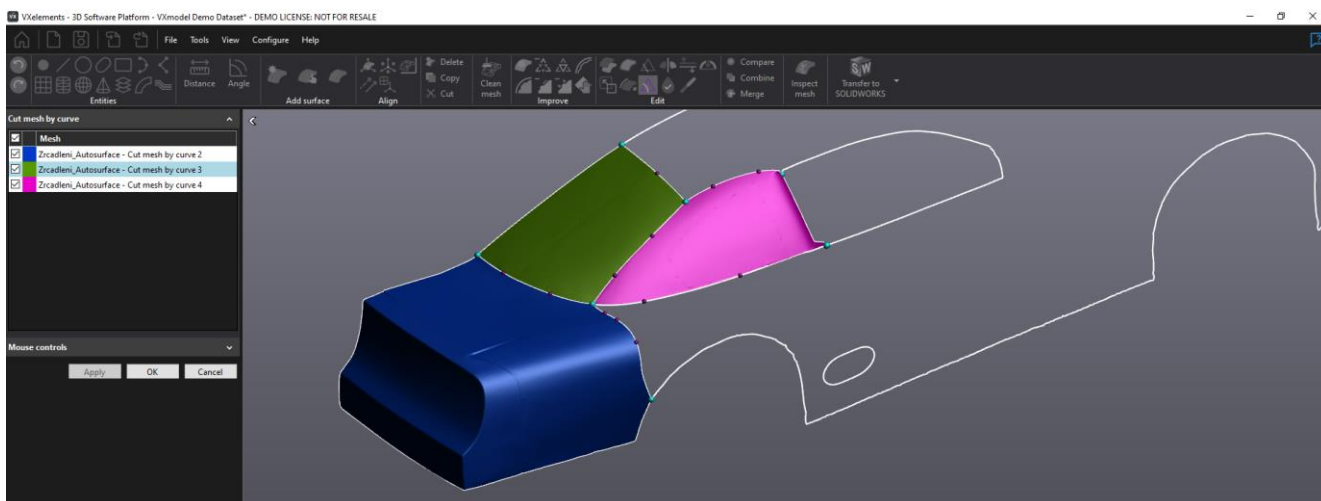 VXelements - 3D Software Platform - VXmodel Demo Dataset* - DEMO LICENSE: NOT FOR RESALE
File Tools View Configure Help
Distance Angle
Delete
Copy
Cut
Clean mesh
Compare
Combine
Merge
Inspect mesh
Transfer to SOLIDWORKS
Entities Add surface Align Improve Edit
Cut mesh by curve
Mesh
Zrcadleni_Autosurface - Cut mesh by curve 2
Zrcadleni_Autosurface - Cut mesh by curve 3
Zrcadleni_Autosurface - Cut mesh by curve 4
Mouse controls
Apply OK Cancel